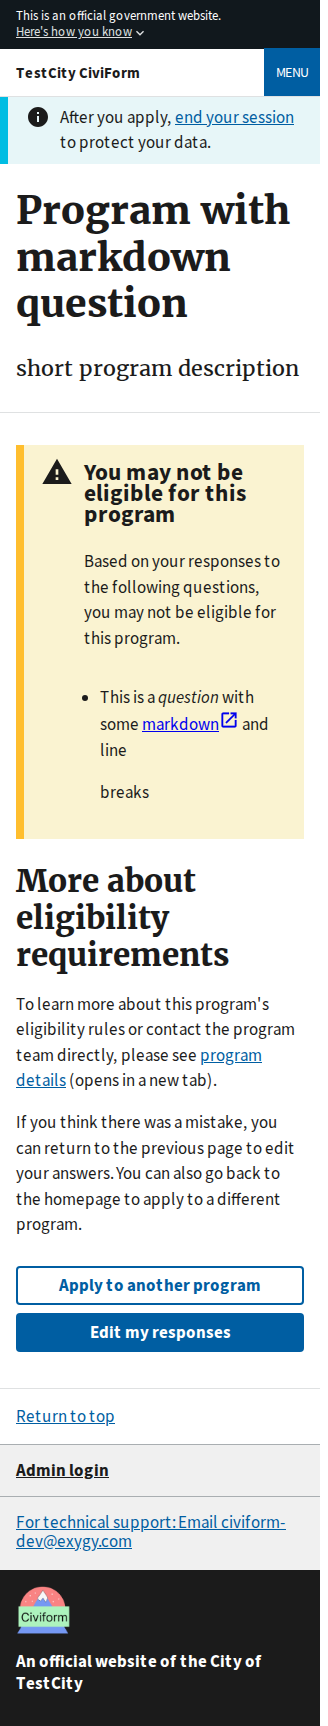 This is an official government website.
Here's how you know
TestCity CiviForm
MENU
After you apply, end your session
to protect your data.
Program with
markdown
question
short program description
You may not be
eligible for this
program
Based on your responses to
the following questions,
you may not be eligible for
this program.
This is a question with
some markdown and
line
breaks
More about
eligibility
requirements
To learn more about this program's
eligibility rules or contact the program
team directly, please see program
details (opens in a new tab).
If you think there was a mistake, you
can return to the previous page to edit
your answers. You can also go back to
the homepage to apply to a different
program.
Apply to another program
Edit my responses
Return to top
Admin login
For technical support: Email civiform-
dev@exygy.com
Civiform
An official website of the City of
TestCity